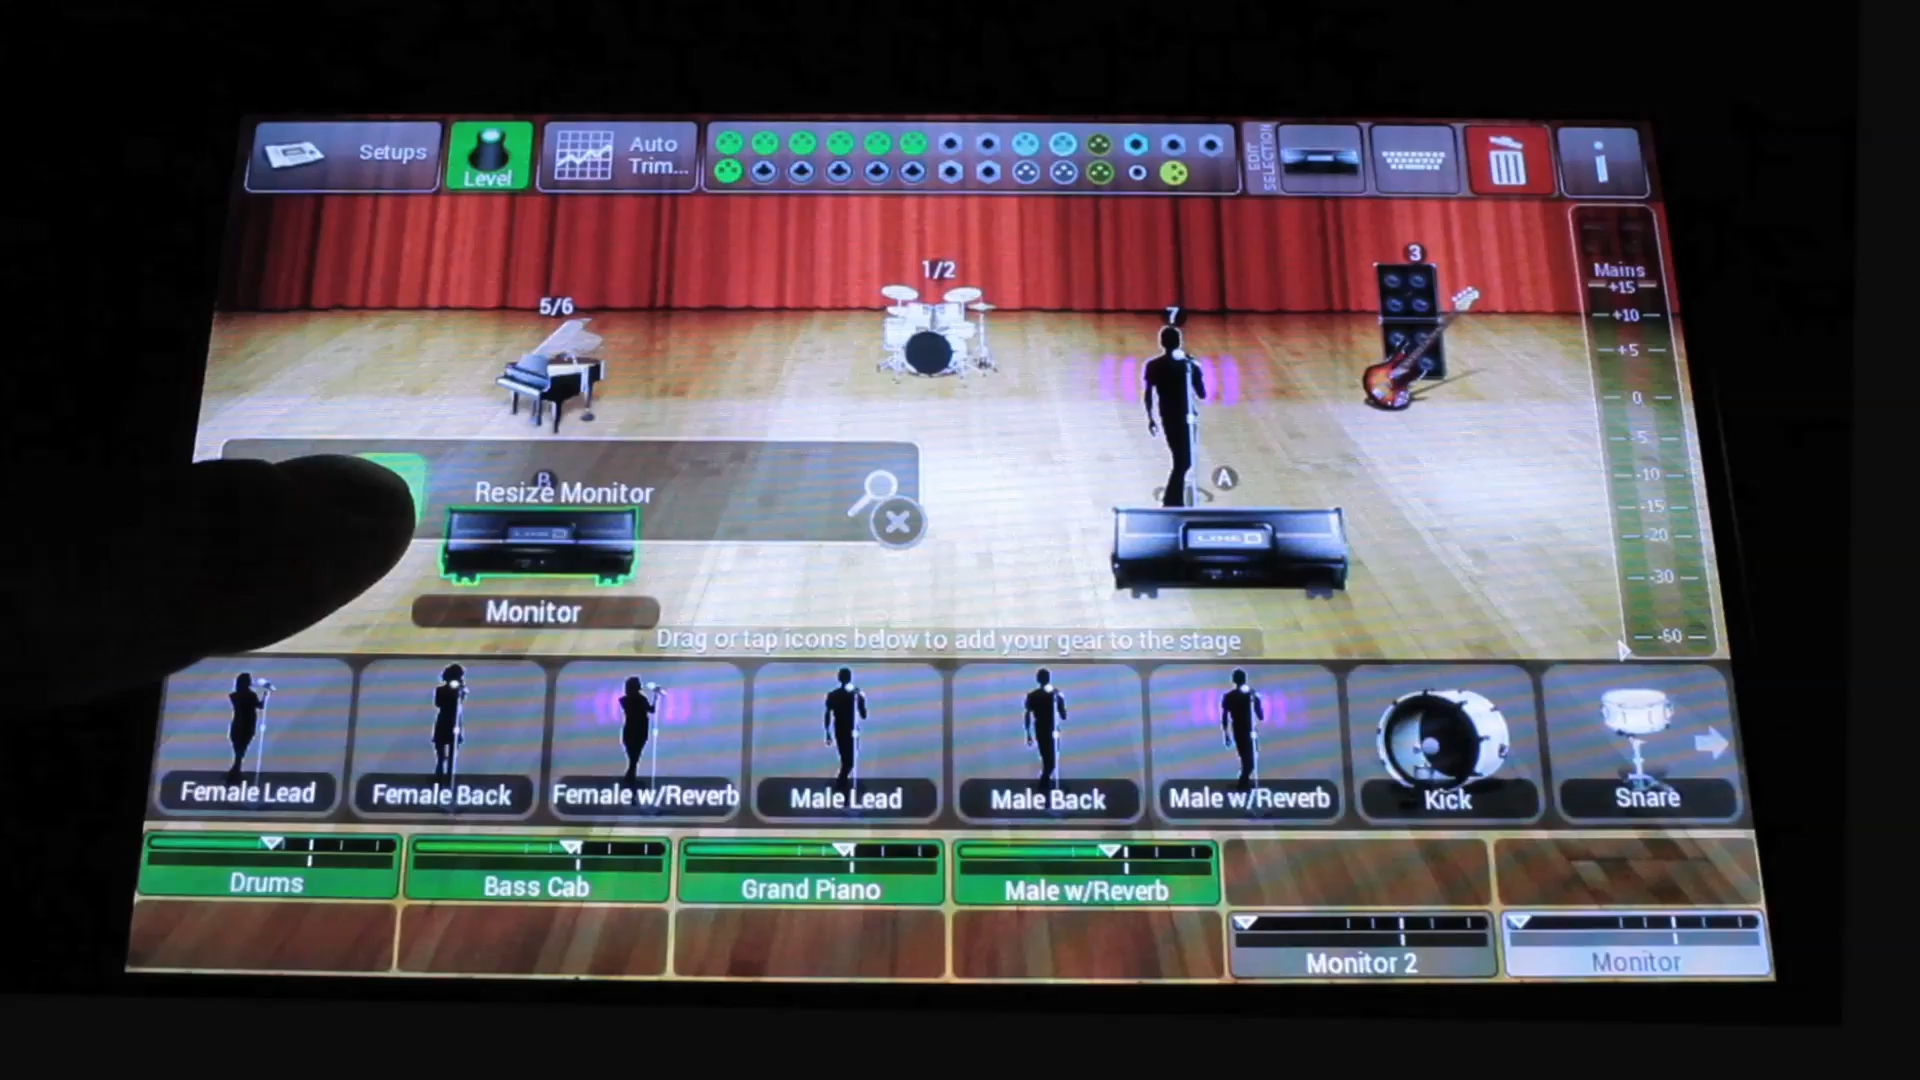 Setups
Level
Auto
Trim...
EDIT
SELECTION
i
Mains
+15
+10
+5
0
-5
-10
-15
-20
-30
-60
5/6
1/2
7
3
A
B
Resize Monitor
LINE 6
Monitor
Drag or tap icons below to add your gear to the stage
Female Lead
Female Back
Female w/Reverb
Male Lead
Male Back
Male w/Reverb
Kick
Snare
Drums
Bass Cab
Grand Piano
Male w/Reverb
Monitor 2
Monitor